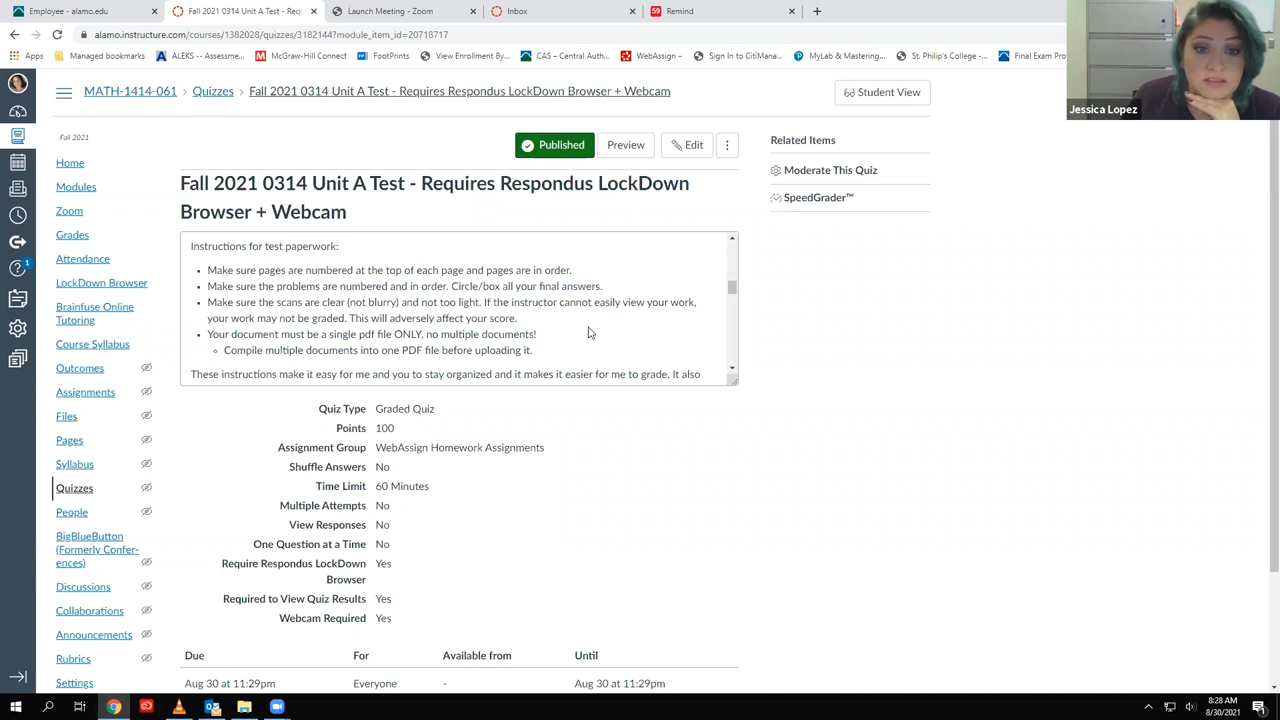 Employee - alamo.edu
Fall 2021 0314 Unit A Test - Req
Launch Meeting - Zoom
Inbox
Remind
alamo.instructure.com/courses/1382028/quizzes/3182144?module_item_id=20718717
Apps
Managed bookmarks
ALEKS -- Assessme...
McGraw-Hill Connect
FootPrints
View Enrollment By...
CAS – Central Auth...
WebAssign –
Sign In to CitiMana...
MyLab & Mastering...
St. Philip's College -...
Final Exam Pro
Jessica Lopez
MATH-1414-061 > Quizzes > Fall 2021 0314 Unit A Test - Requires Respondus LockDown Browser + Webcam
Student View
Fall 2021
Home
Modules
Zoom
Grades
Attendance
LockDown Browser
Brainfuse Online
Tutoring
Course Syllabus
Outcomes
Assignments
Files
Pages
Syllabus
Quizzes
People
BigBlueButton
(Formerly Confer-
ences)
Discussions
Collaborations
Announcements
Rubrics
Settings
1
Published
Preview
Edit
Related Items
Moderate This Quiz
SpeedGrader™
Fall 2021 0314 Unit A Test - Requires Respondus LockDown
Browser + Webcam
Instructions for test paperwork:
• Make sure pages are numbered at the top of each page and pages are in order.
• Make sure the problems are numbered and in order. Circle/box all your final answers.
• Make sure the scans are clear (not blurry) and not too light. If the instructor cannot easily view your work,
your work may not be graded. This will adversely affect your score.
• Your document must be a single pdf file ONLY, no multiple documents!
◦ Compile multiple documents into one PDF file before uploading it.
These instructions make it easy for me and you to stay organized and it makes it easier for me to grade. It also
Quiz Type Graded Quiz
Points 100
Assignment Group WebAssign Homework Assignments
Shuffle Answers No
Time Limit 60 Minutes
Multiple Attempts No
View Responses No
One Question at a Time No
Require Respondus LockDown Yes
Browser
Required to View Quiz Results Yes
Webcam Required Yes
Due For Available from Until
Aug 30 at 11:29pm Everyone - Aug 30 at 11:29pm
8:28 AM
8/30/2021
1